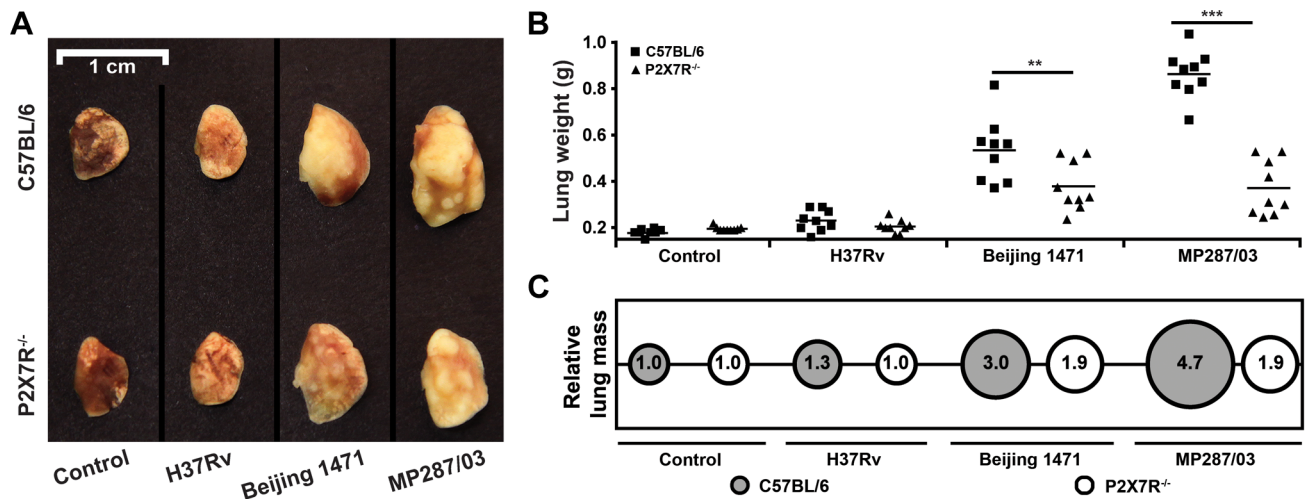 A
1 cm
C57BL/6
P2X7R-/-
Control
H37Rv
Beijing 1471
MP287/03
B
Lung weight (g)
1.0
0.8
0.6
0.4
0.2
C57BL/6
P2X7R-/-
**
***
Control
H37Rv
Beijing 1471
MP287/03
C
Relative
lung mass
1.0
1.0
1.3
1.0
3.0
1.9
4.7
1.9
Control
H37Rv
Beijing 1471
MP287/03
C57BL/6
P2X7R-/-